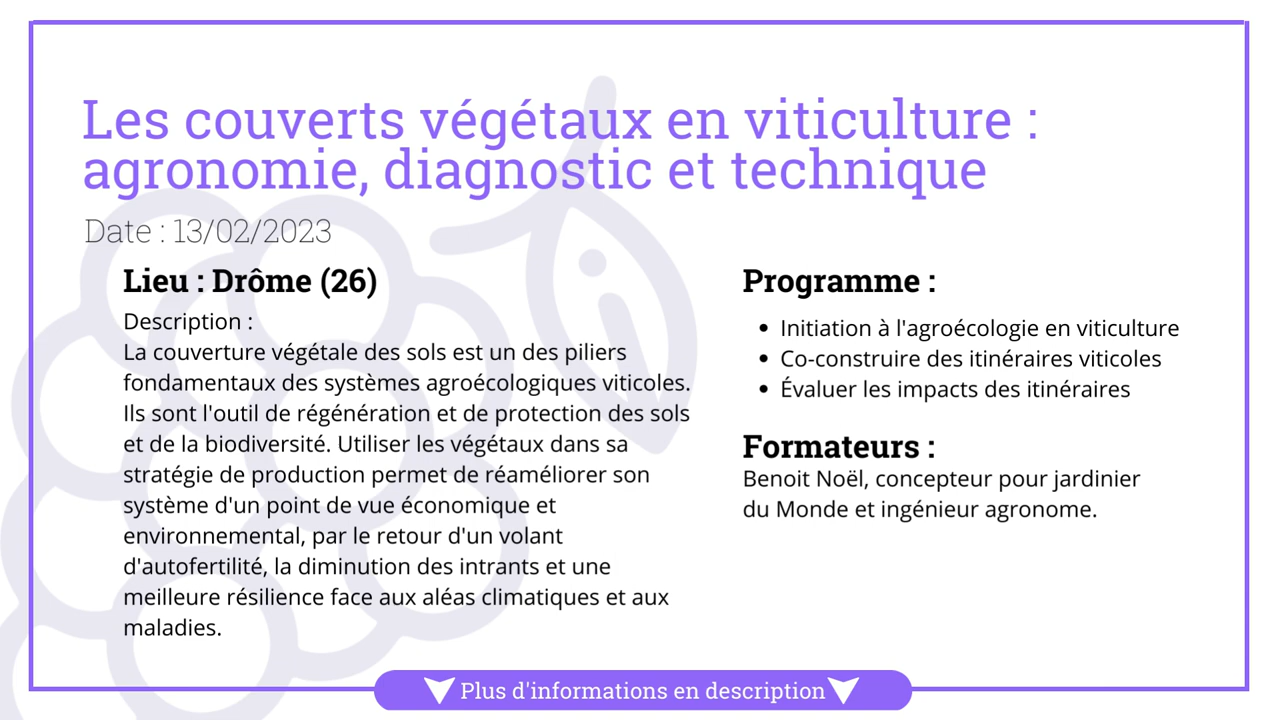 Les couverts végétaux en viticulture :
agronomie, diagnostic et technique
Date : 13/02/2023
Lieu : Drôme (26)
Description :
La couverture végétale des sols est un des piliers
fondamentaux des systèmes agroécologiques viticoles.
Ils sont l'outil de régénération et de protection des sols
et de la biodiversité. Utiliser les végétaux dans sa
stratégie de production permet de réaméliorer son
système d'un point de vue économique et
environnemental, par le retour d'un volant
d'autofertilité, la diminution des intrants et une
meilleure résilience face aux aléas climatiques et aux
maladies.
Programme :
• Initiation à l'agroécologie en viticulture
• Co-construire des itinéraires viticoles
• Évaluer les impacts des itinéraires
Formateurs :
Benoit Noël, concepteur pour jardinier
du Monde et ingénieur agronome.
Plus d'informations en description